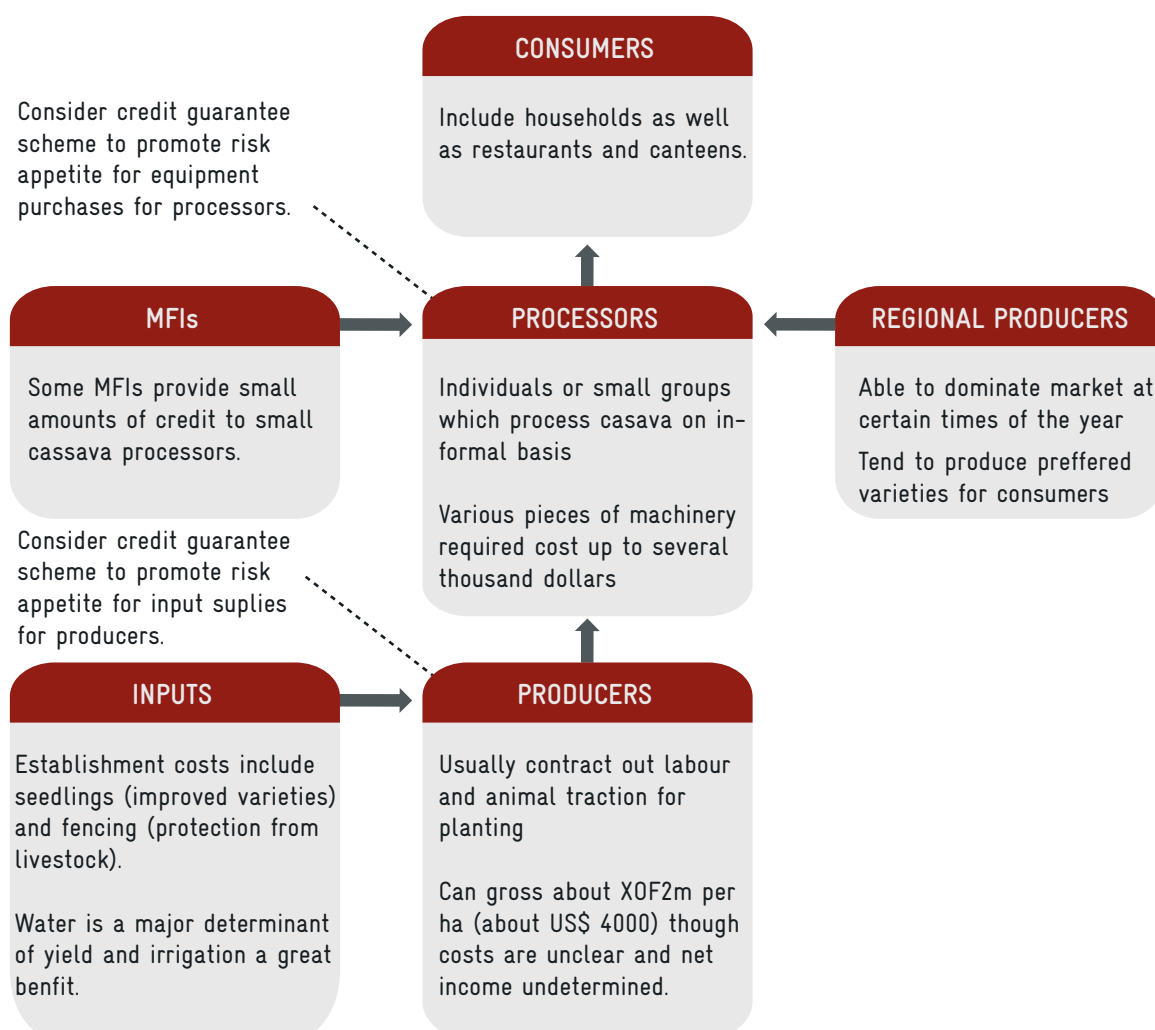 CONSUMERS
Include households as well
as restaurants and canteens.
Consider credit guarantee
scheme to promote risk
appetite for equipment
purchases for processors.
MFIs
Some MFIs provide small
amounts of credit to small
cassava processors.
PROCESSORS
Individuals or small groups
which process casava on in-
formal basis
Various pieces of machinery
required cost up to several
thousand dollars
REGIONAL PRODUCERS
Able to dominate market at
certain times of the year
Tend to produce preffered
varieties for consumers
Consider credit guarantee
scheme to promote risk
appetite for input suplies
for producers.
INPUTS
Establishment costs include
seedlings (improved varieties)
and fencing (protection from
livestock).
Water is a major determinant
of yield and irrigation a great
benfit.
PRODUCERS
Usually contract out labour
and animal traction for
planting
Can gross about XOF2m per
ha (about US$ 4000) though
costs are unclear and net
income undetermined.